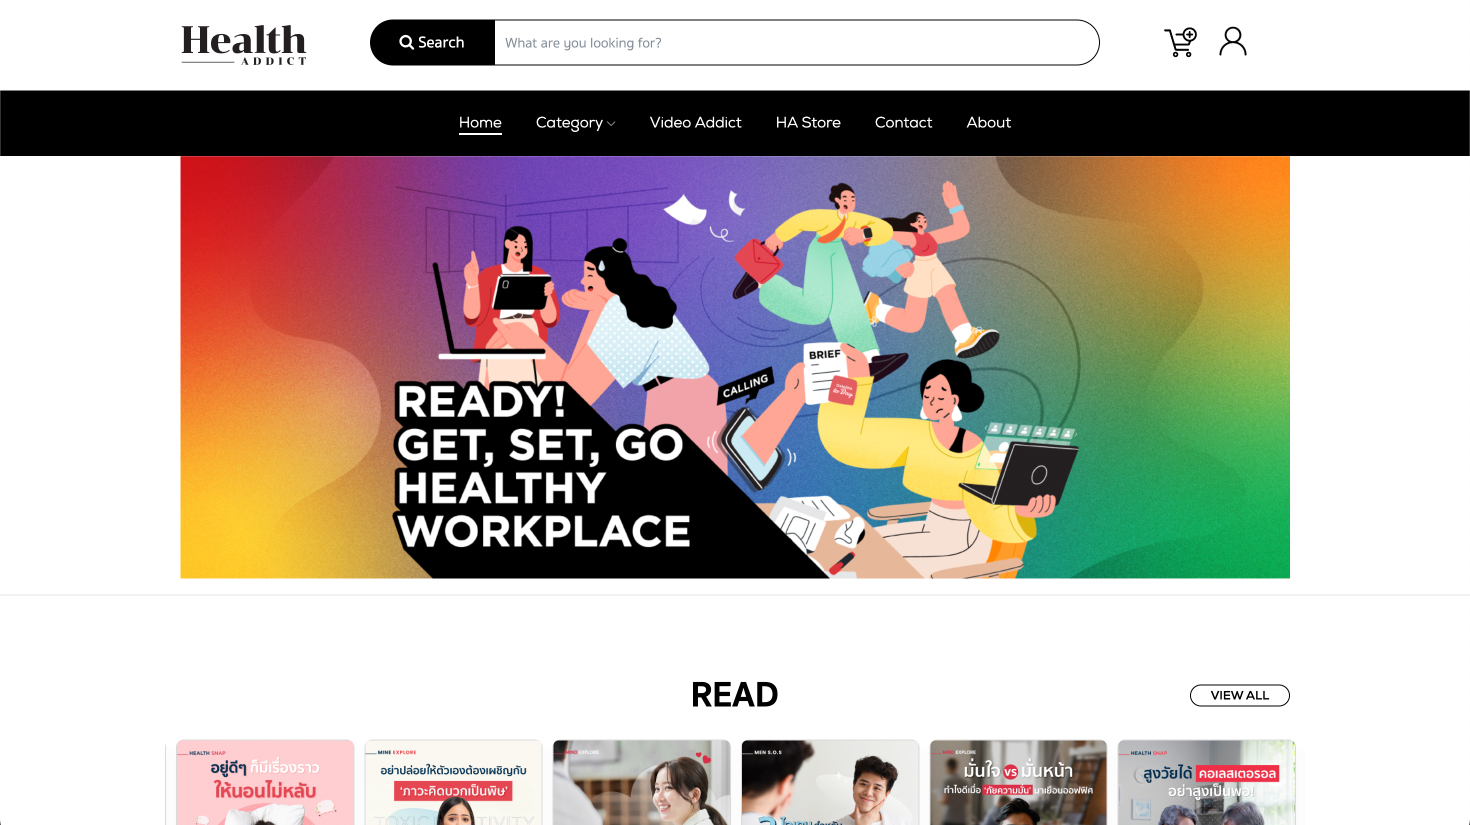 Health
ADDICT
Search
What are you looking for?
Home
Category
Video Addict
HA Store
Contact
About
CALLING
BRIEF
READY!
GET, SET, GO
HEALTHY
WORKPLACE
READ
VIEW ALL
HEALTH SNAP
อยู่ดีๆ ก็มีเรื่องราว
ให้นอนไม่หลับ
MINE EXPLORE
อย่าปล่อยให้ตัวเองต้องเผชิญกับ
'ภาวะคิดบวกเป็นพิษ'
MIND EXPLORE
MEN S.O.S
MIND EXPLORE
มั่นใจ vs มั่นหน้า
ทำไงดีเมื่อ 'ภัยความมั่น' มาเยือนออฟฟิศ
HEALTH SNAP
สูงวัยได้ คอเลสเตอรอล
อย่าสูงเป็นพอ!